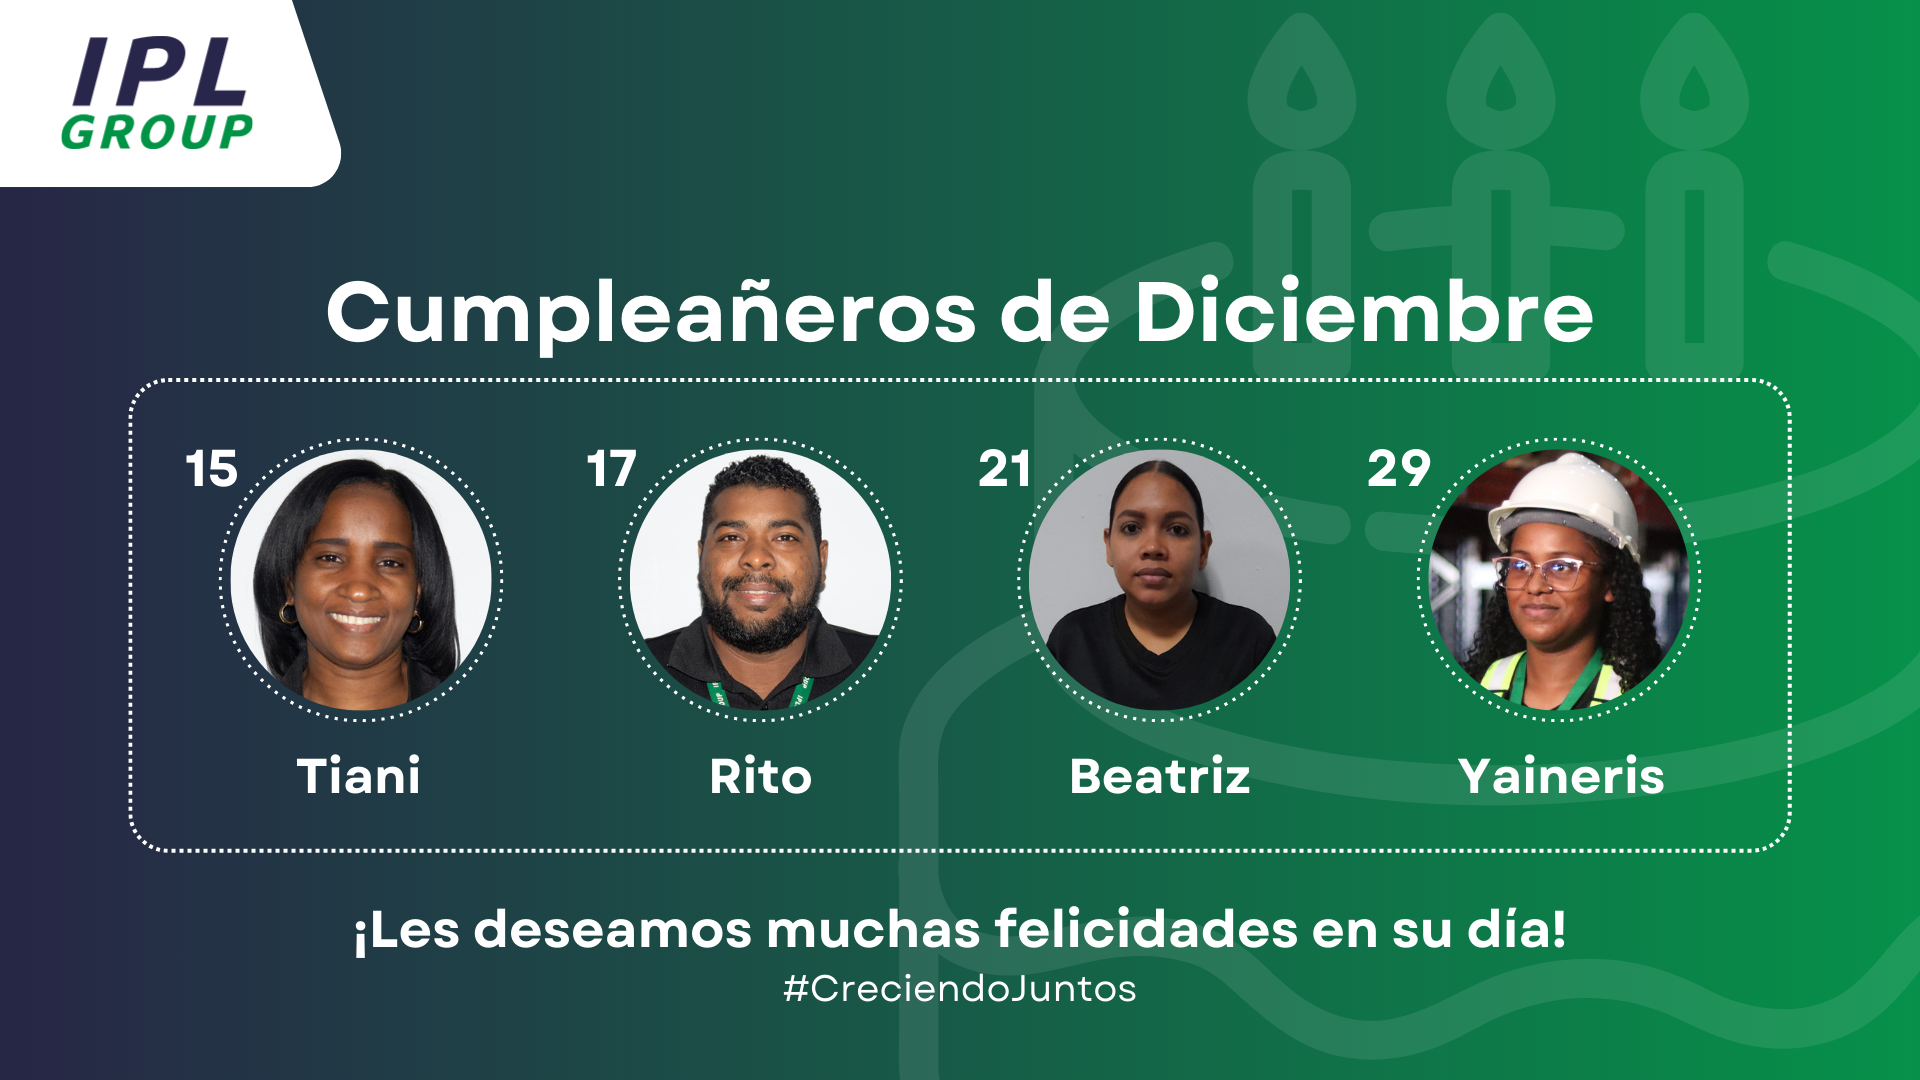 IPL
GROUP
Cumpleañeros de Diciembre
15
17
21
29
Tiani
Rito
Beatriz
Yaineris
¡Les deseamos muchas felicidades en su día!
#CreciendoJuntos